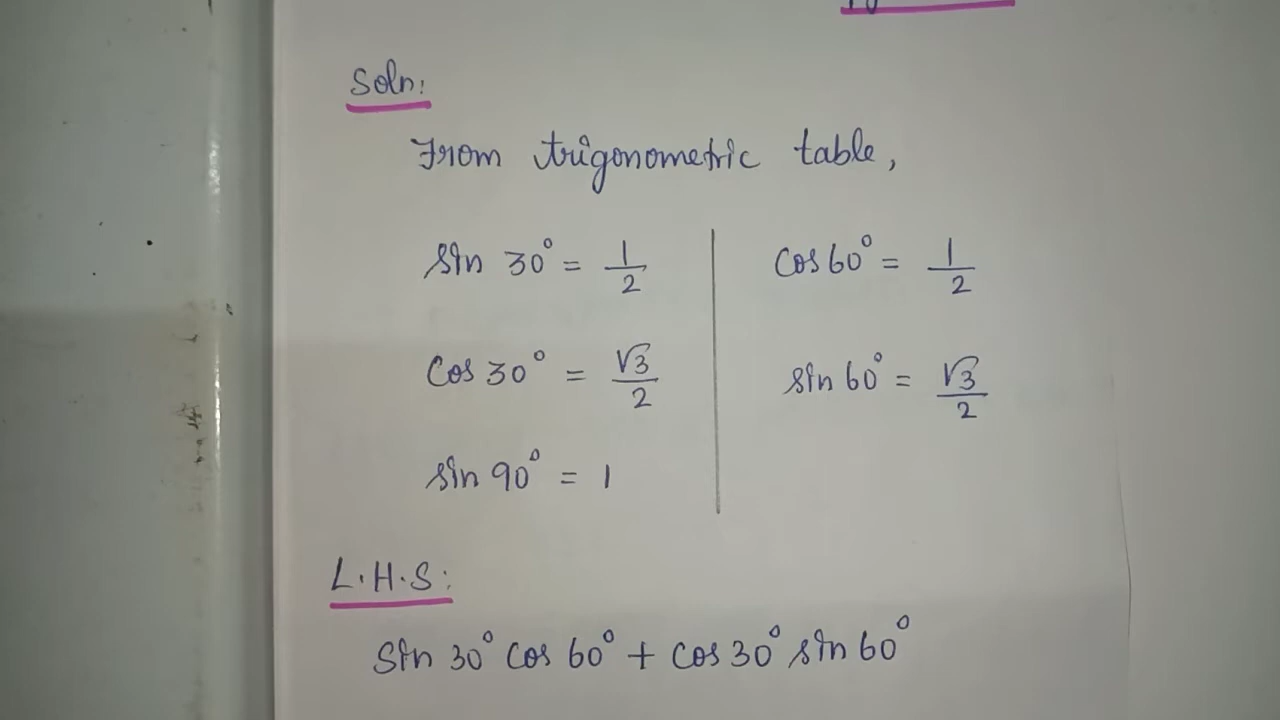 Soln:
From trigonometric table,
sin 30° = 1/2
cos 30° = √3/2
sin 90° = 1
cos 60° = 1/2
sin 60° = √3/2
L.H.S:
sin 30° cos 60° + cos 30° sin 60°